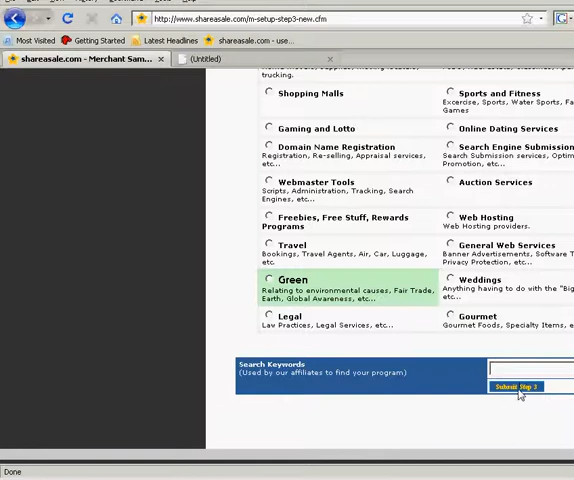 http://www.shareasale.com/m-setup-step3-new.cfm
Most Visited Getting Started Latest Headlines shareasale.com - use...
shareasale.com - Merchant Sam... (Untitled)
trucking.
Shopping Malls
Sports and Fitness
Excercise, Sports, Water Sports, Fa
Games
Gaming and Lotto
Online Dating Services
Domain Name Registration
Registration, Re-selling, Appraisal services,
etc...
Search Engine Submission
Search Submission services, etc...
Webmaster Tools
Scripts, Administration, Tracking, Search
Engines, etc...
Auction Services
Freebies, Free Stuff, Rewards
Programs
Web Hosting
Web Hosting providers.
Travel
Bookings, Travel Agents, Air, Car, Luggage,
etc.
General Web Services
Banner Advertisements, Software T
Privacy Protection, etc...
Green
Relating to environmental causes, Fair Trade,
Earth, Global Awareness, etc...
Weddings
Anything having to do with the "Big
etc...
Legal
Law Practices, Legal Services, etc...
Gourmet
Gourmet Foods, Specialty Items, e
Search Keywords
(Used by our affiliates to find your program)
Submit Step 3
Done